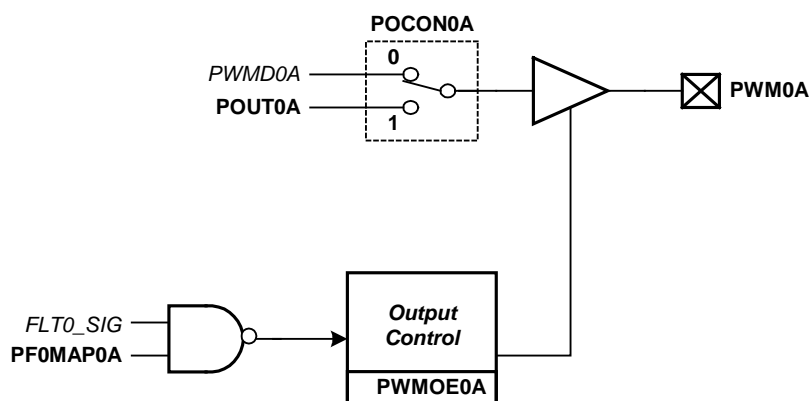 POCON0A
0
PWMD0A
POUT0A
1
PWM0A
FLT0_SIG
PF0MAP0A
Output
Control
PWMOE0A